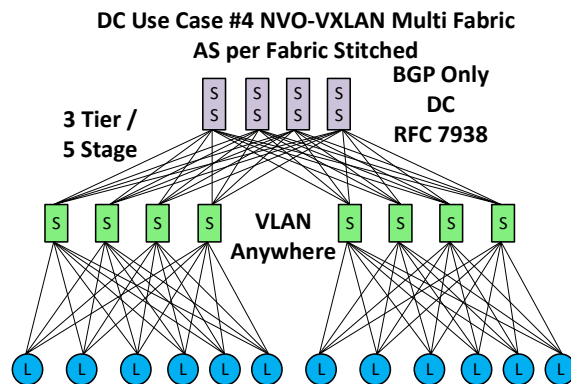 DC Use Case #4 NVO-VXLAN Multi Fabric
AS per Fabric Stitched
BGP Only
DC
RFC 7938
3 Tier /
5 Stage
S S S S
S S S S
S S S S S S S S
VLAN
Anywhere
L L L L L L L L L L L L